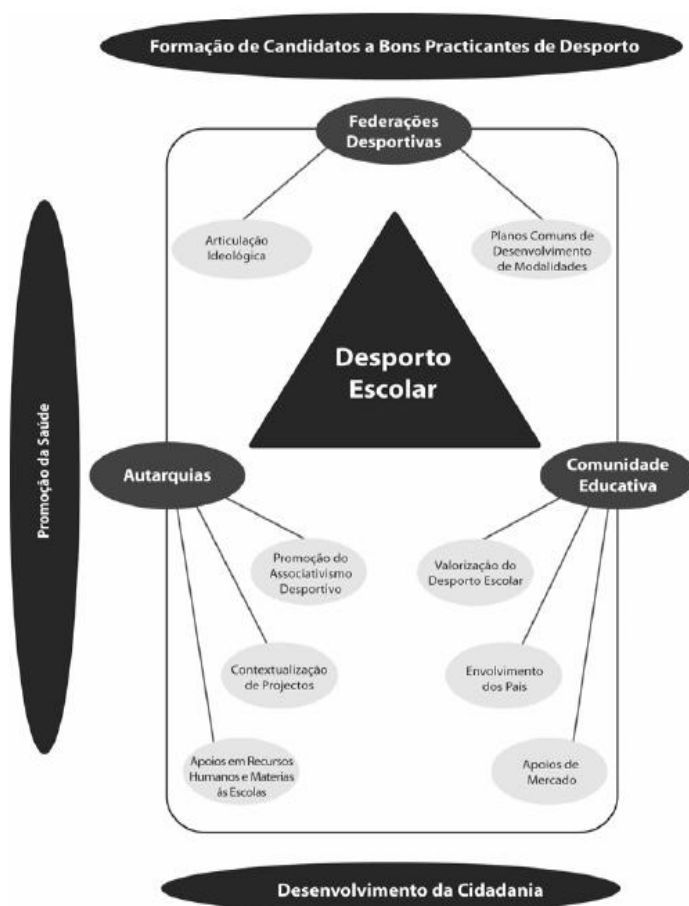 Formação de Candidatos a Bons Practicantes de Desporto
Federações
Desportivas
Articulação
Ideológica
Planos Comuns de
Desenvolvimento
de Modalidades
Desporto
Escolar
Promoção da Saúde
Autarquias
Comunidade
Educativa
Promoção do
Associativismo
Desportivo
Valorização do
Desporto Escolar
Contextualização
de Projectos
Envolvimento
dos Pais
Apoios em Recursos
Humanos e Materias
ás Escolas
Apoios de
Mercado
Desenvolvimento da Cidadania